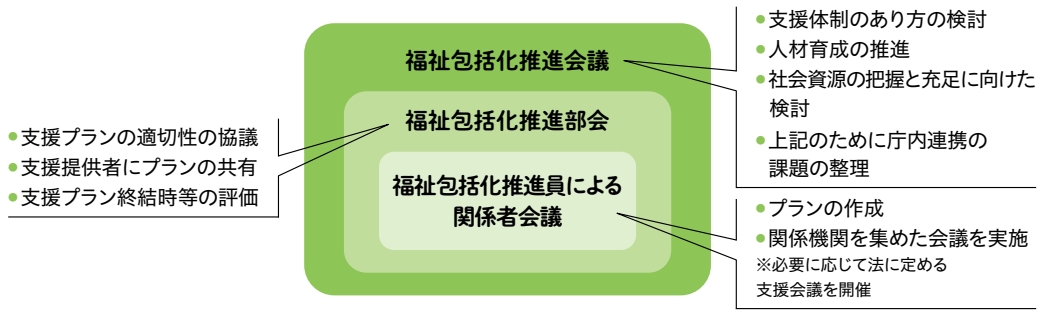 福祉包括化推進会議
福祉包括化推進部会
福祉包括化推進員による
関係者会議
●支援プランの適切性の協議
●支援提供者にプランの共有
●支援プラン終結時等の評価
●支援体制のあり方の検討
●人材育成の推進
●社会資源の把握と充足に向けた
検討
●上記のために庁内連携の
課題の整理
●プランの作成
●関係機関を集めた会議を実施
※必要に応じて法に定める
支援会議を開催